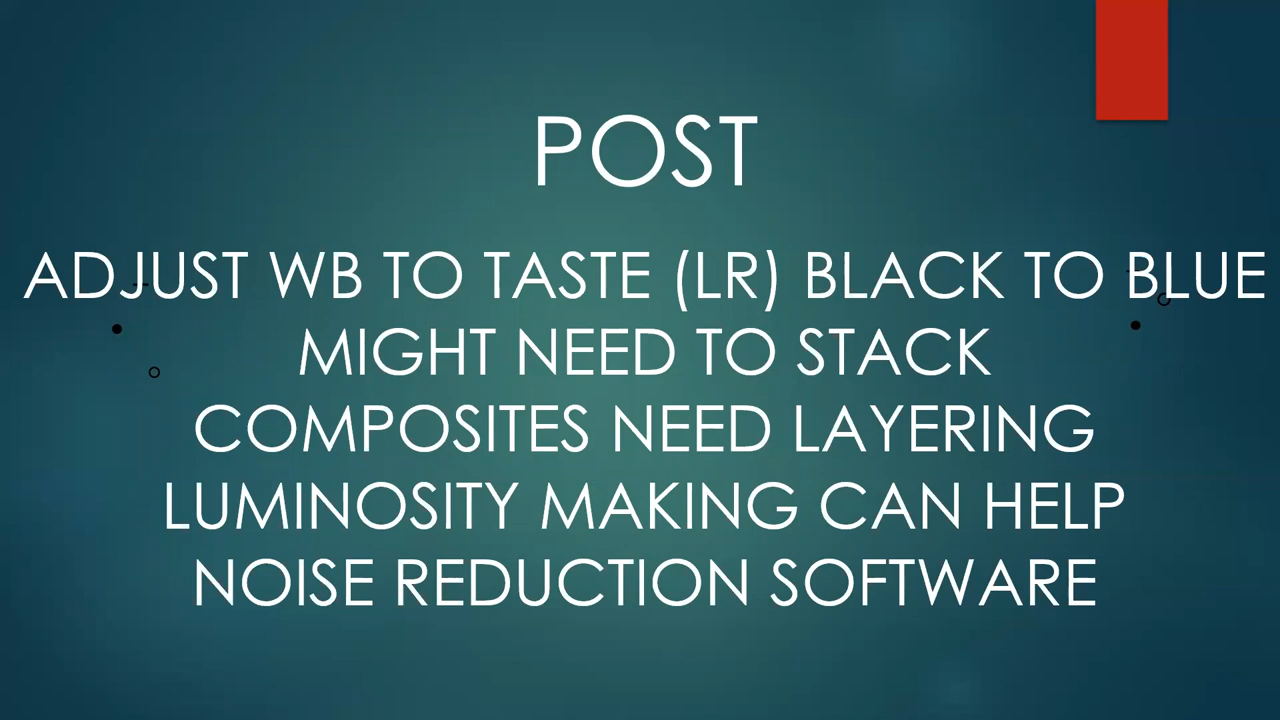 POST
ADJUST WB TO TASTE (LR) BLACK TO BLUE
MIGHT NEED TO STACK
COMPOSITES NEED LAYERING
LUMINOSITY MAKING CAN HELP
NOISE REDUCTION SOFTWARE